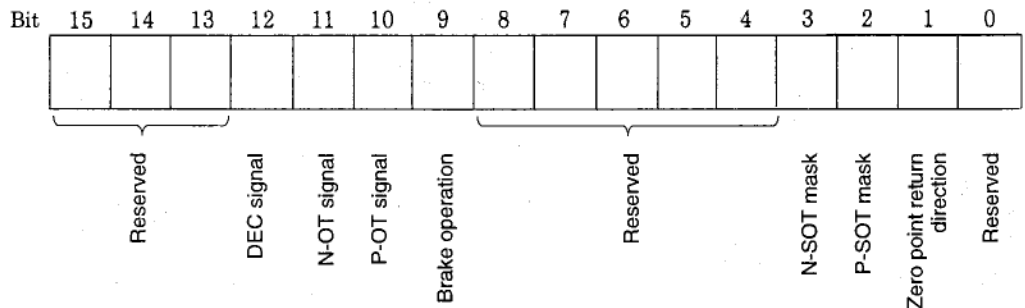 Bit 15 14 13 12 11 10 9 8 7 6 5 4 3 2 1 0
Reserved
DEC signal
N-OT signal
P-OT signal
Brake operation
Reserved
N-SOT mask
P-SOT mask
Zero point return
direction
Reserved